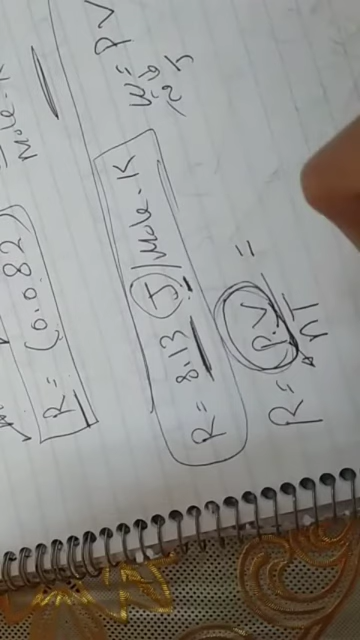 Mole-K
R = (0.082)
W = PV
R = 8.13 J/Mole-K
R = P.V/nT =